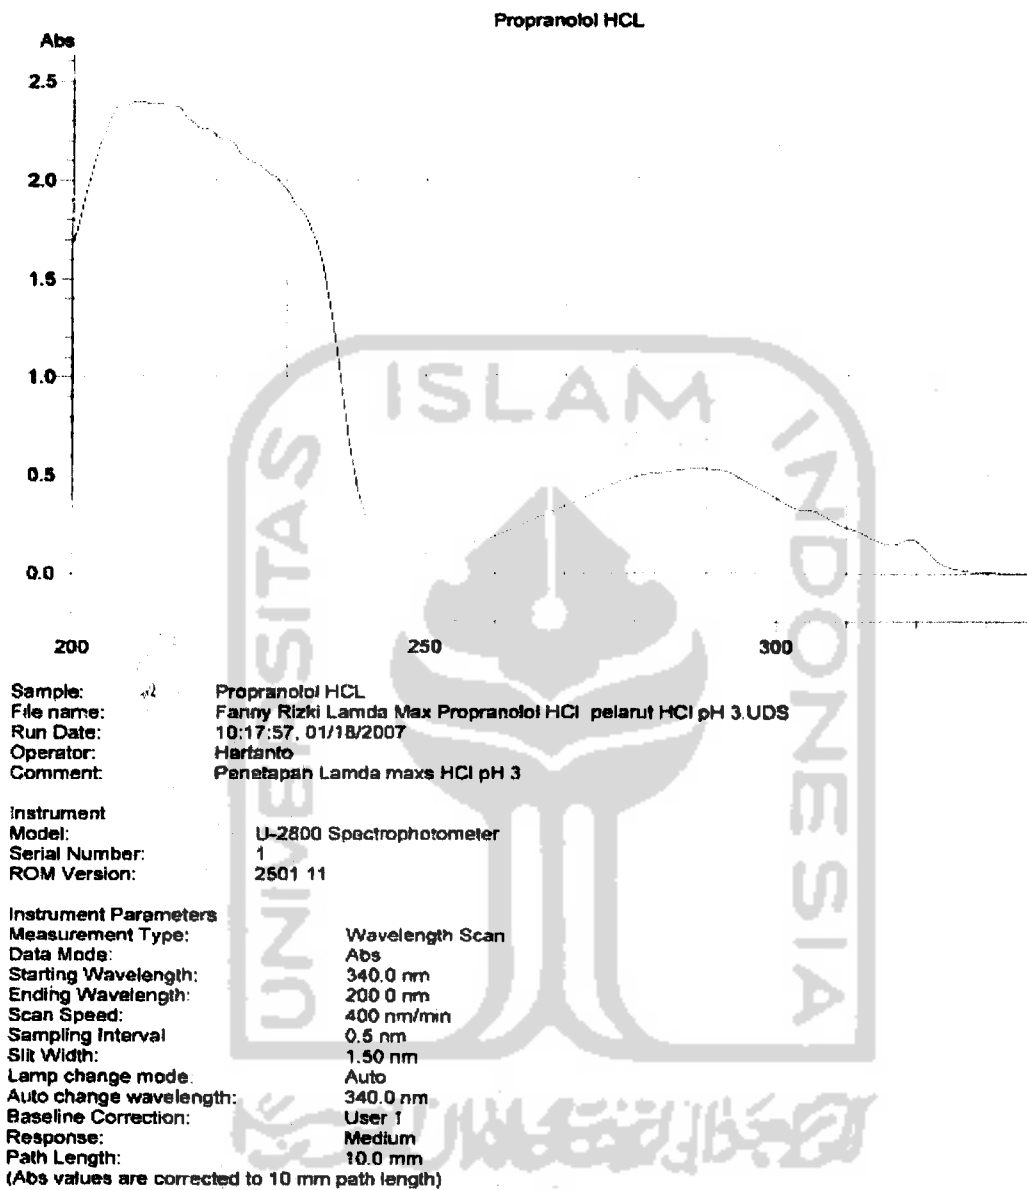 Propranolol HCL
Abs
2.5
2.0
1.5
1.0
0.5
0.0
200 250 300
ISLAM
UNIVERSITAS
INDONESIA
Sample: Propranolol HCL
File name: Fanny Rizki Lamda Max Propranolol HCl pelarut HCl pH 3.UDS
Run Date: 10:17:57, 01/18/2007
Operator: Hartanto
Comment: Penetapan Lamda maxs HCl pH 3
Instrument
Model: U-2800 Spectrophotometer
Serial Number: 1
ROM Version: 2501 11
Instrument Parameters
Measurement Type: Wavelength Scan
Data Mode: Abs
Starting Wavelength: 340.0 nm
Ending Wavelength: 200 0 nm
Scan Speed: 400 nm/min
Sampling Interval 0.5 nm
Slit Width: 1.50 nm
Lamp change mode: Auto
Auto change wavelength: 340.0 nm
Baseline Correction: User 1
Response: Medium
Path Length: 10.0 mm
(Abs values are corrected to 10 mm path length)